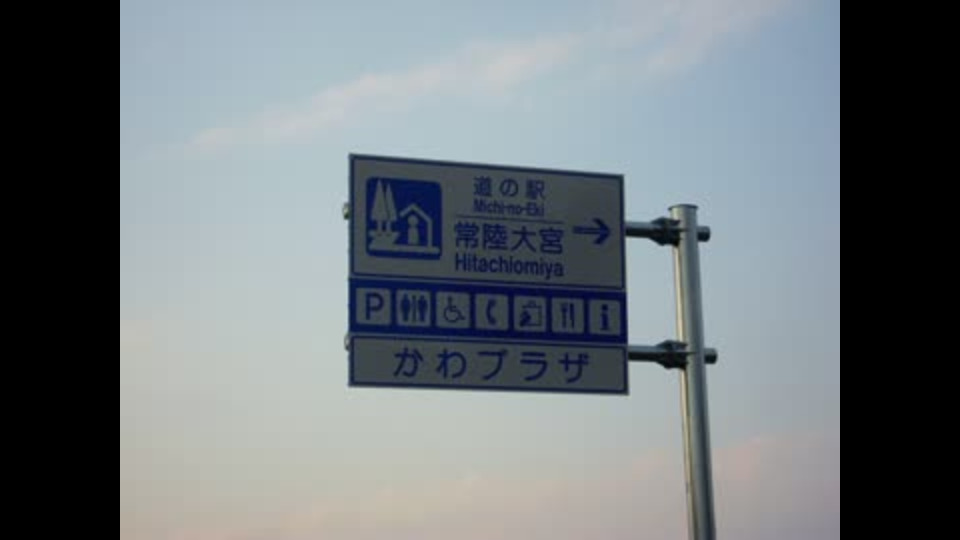 道の駅
Michi-no-Eki
常陸大宮
Hitachiomiya
P
i
かわプラザ